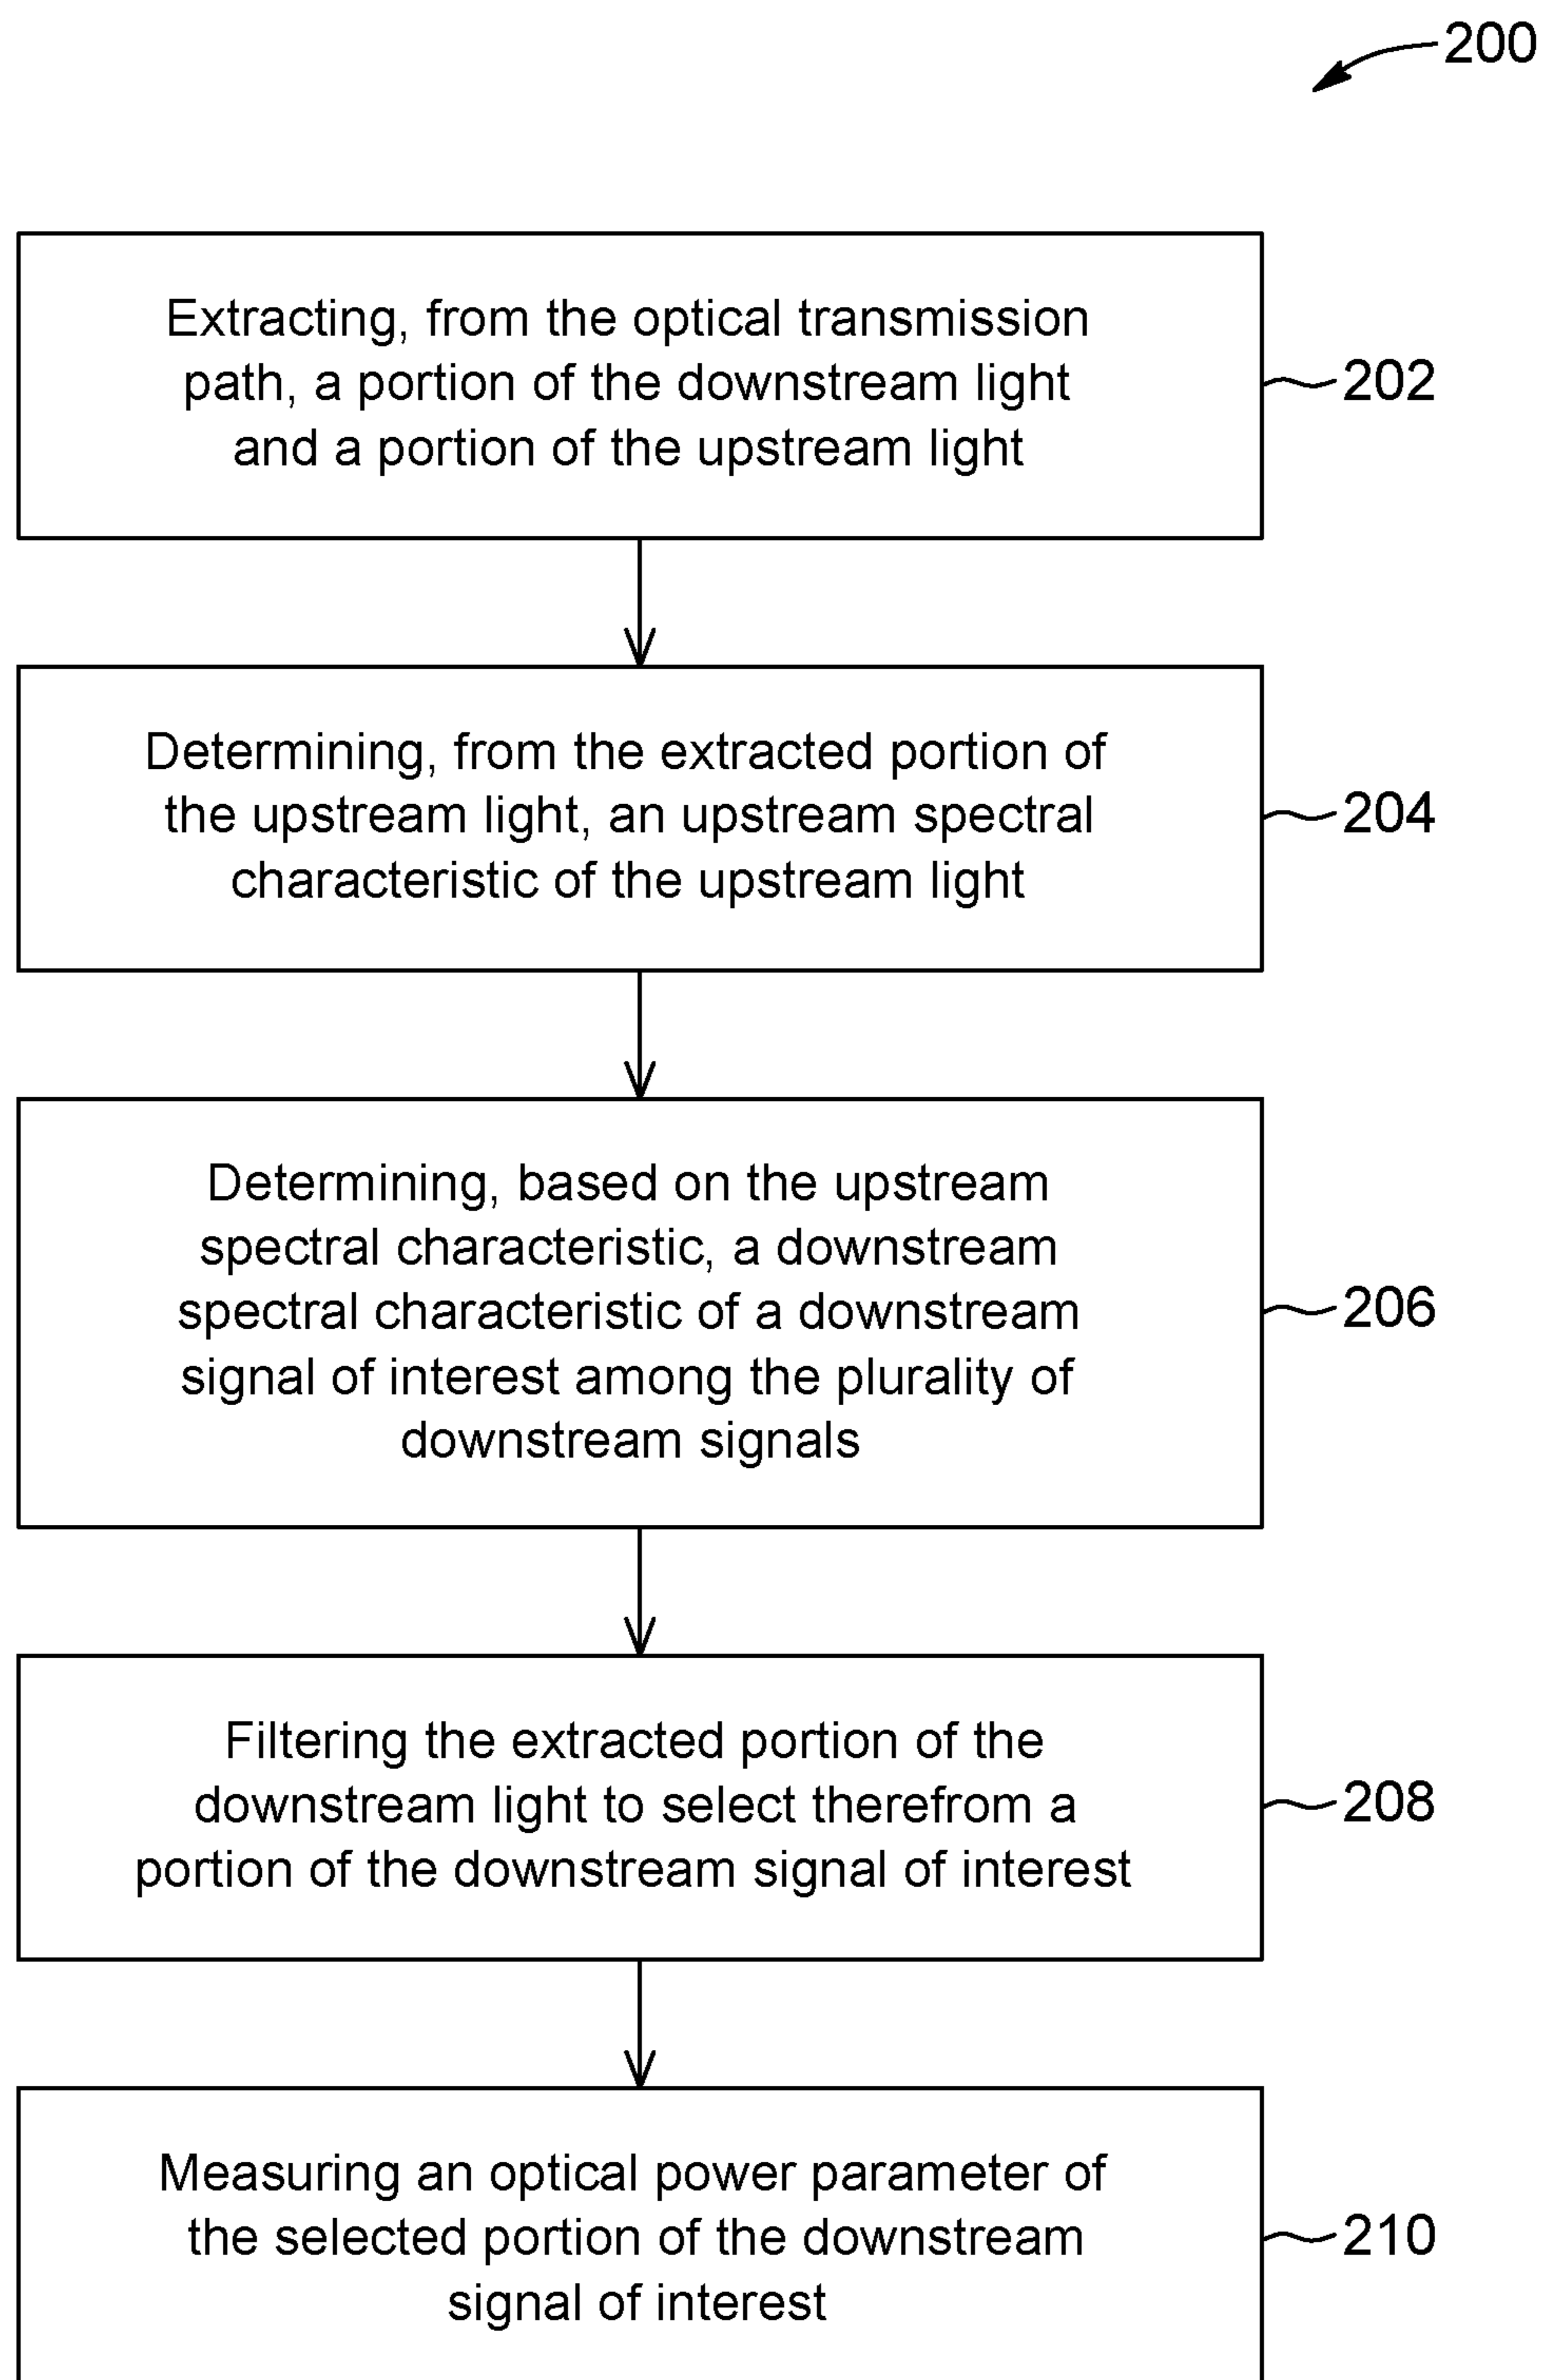 200
Extracting, from the optical transmission
path, a portion of the downstream light
and a portion of the upstream light
202
Determining, from the extracted portion of
the upstream light, an upstream spectral
characteristic of the upstream light
204
Determining, based on the upstream
spectral characteristic, a downstream
spectral characteristic of a downstream
signal of interest among the plurality of
downstream signals
206
Filtering the extracted portion of the
downstream light to select therefrom a
portion of the downstream signal of interest
208
Measuring an optical power parameter of
the selected portion of the downstream
signal of interest
210